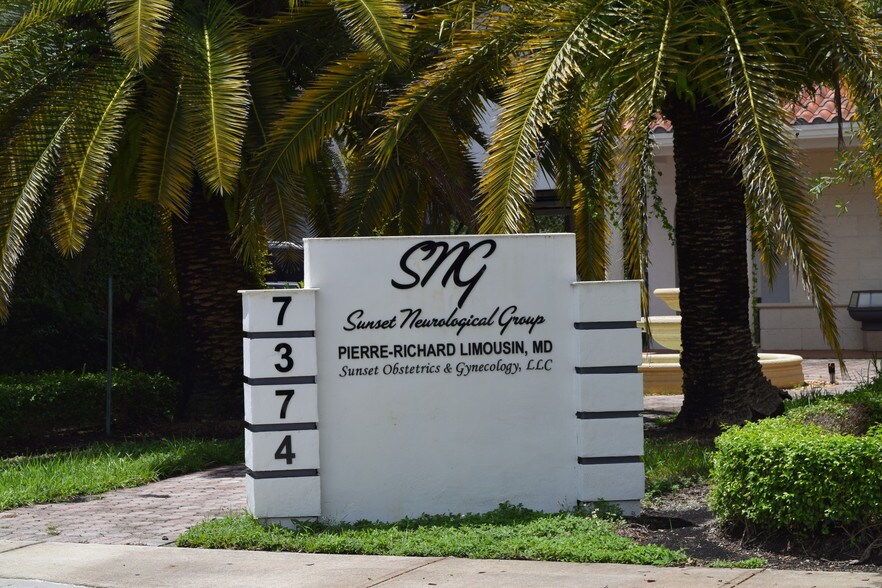 SNG
Sunset Neurological Group
PIERRE-RICHARD LIMOUSIN, MD
Sunset Obstetrics & Gynecology, LLC
7
3
7
4